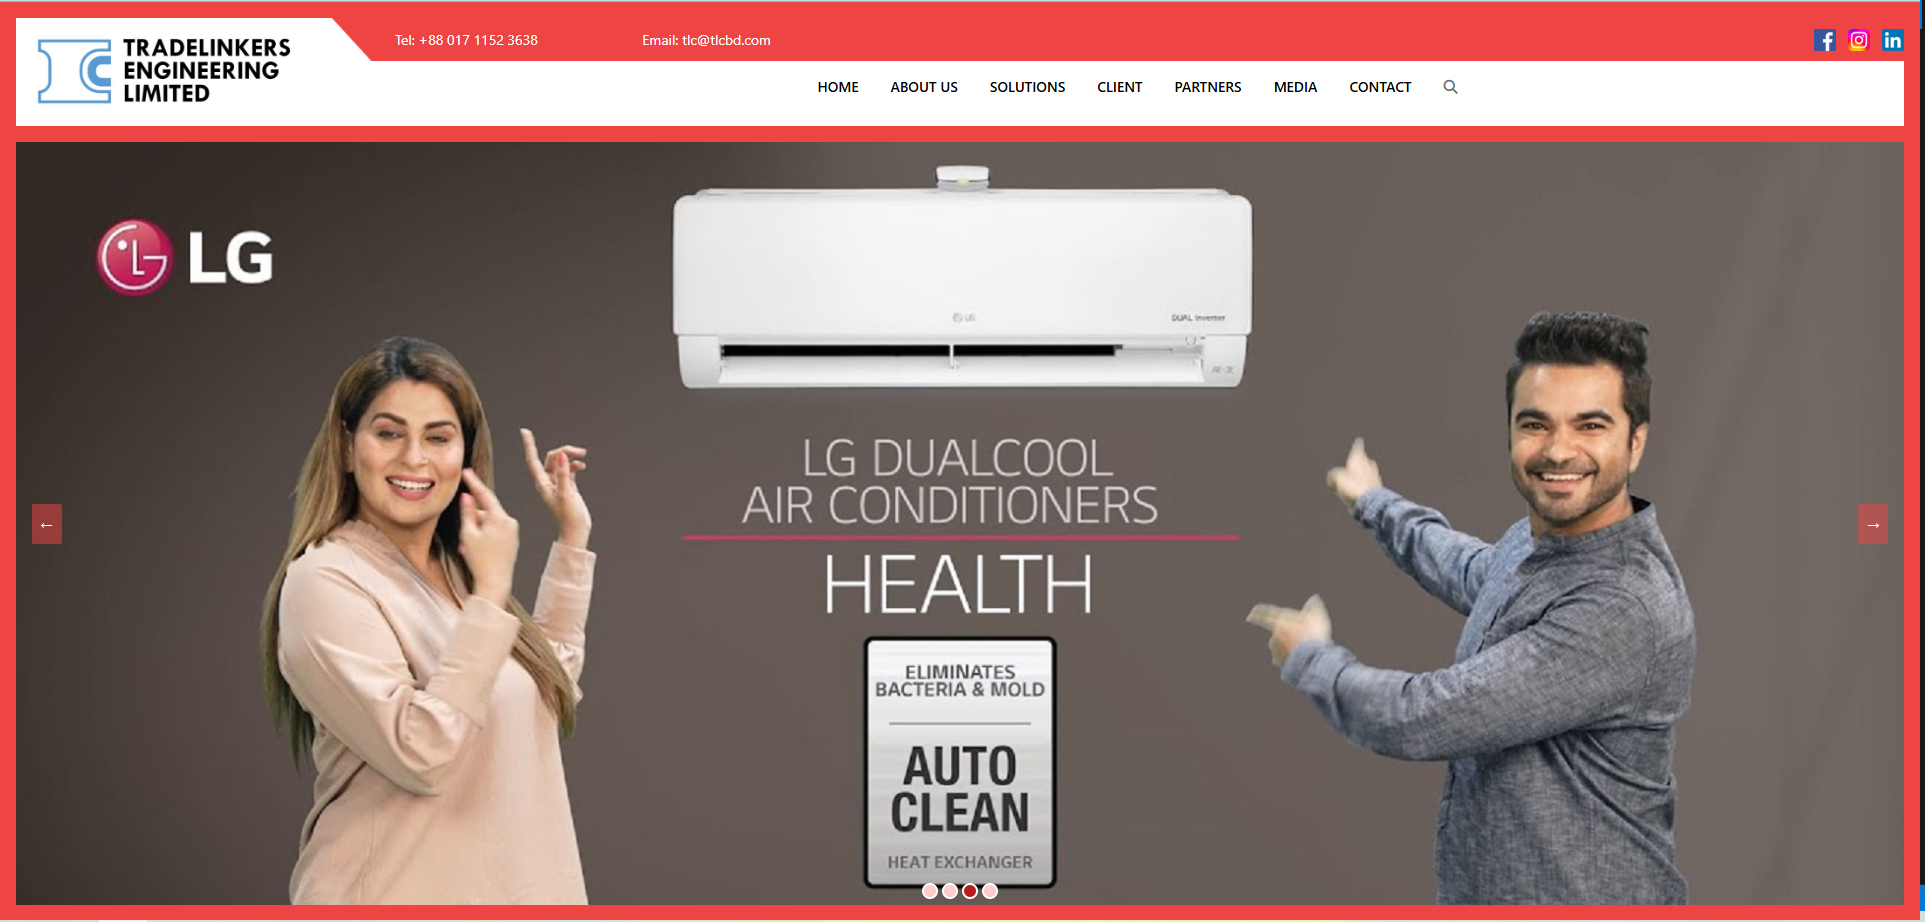 TRADELINKERS
ENGINEERING
LIMITED
Tel: +88 017 1152 3638
Email: tlc@tlcbd.com
HOME
ABOUT US
SOLUTIONS
CLIENT
PARTNERS
MEDIA
CONTACT
LG
LG
DUAL Inverter
←
→
LG DUALCOOL
AIR CONDITIONERS
HEALTH
ELIMINATES
BACTERIA & MOLD
AUTO
CLEAN
HEAT EXCHANGER